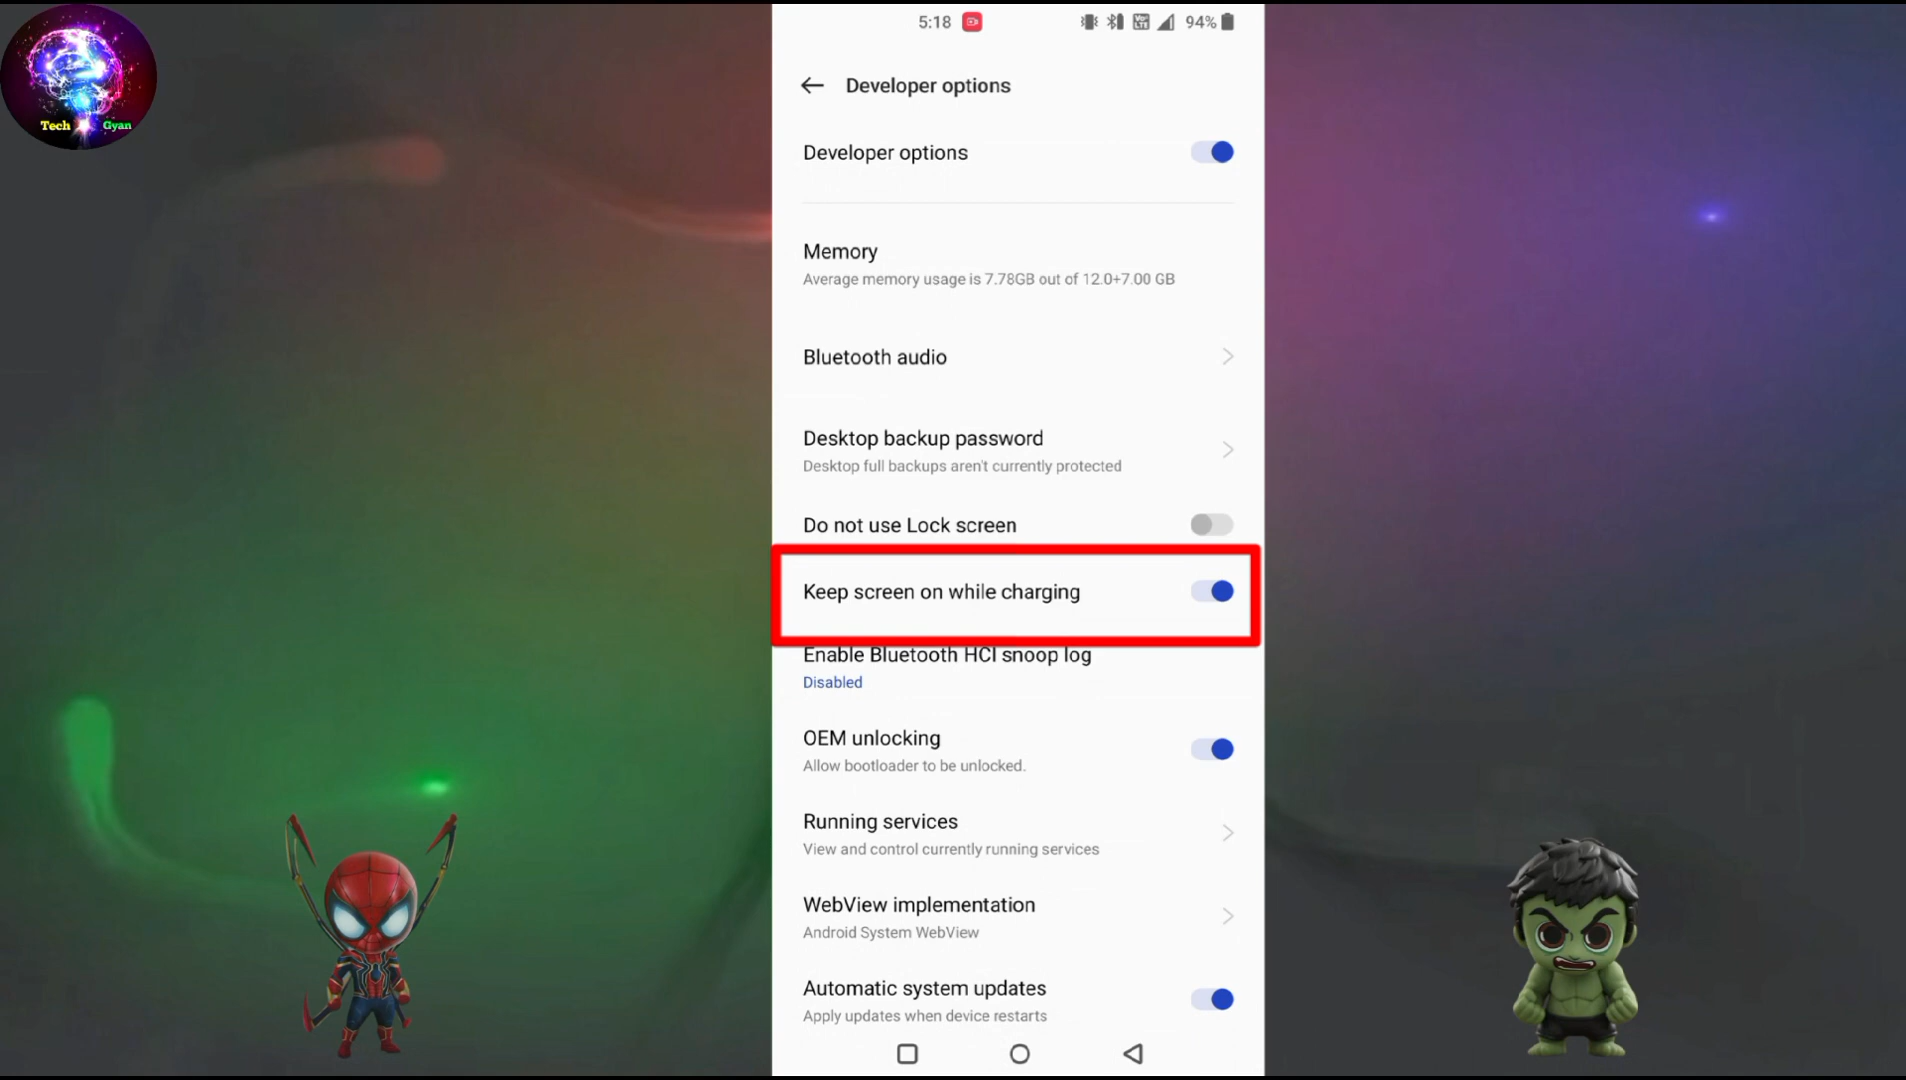 Tech Gyan
5:18
Vo LTE 94%
Developer options
Developer options
Memory
Average memory usage is 7.78GB out of 12.0+7.00 GB
Bluetooth audio
Desktop backup password
Desktop full backups aren't currently protected
Do not use Lock screen
Keep screen on while charging
Enable Bluetooth HCI snoop log
Disabled
OEM unlocking
Allow bootloader to be unlocked.
Running services
View and control currently running services
WebView implementation
Android System WebView
Automatic system updates
Apply updates when device restarts